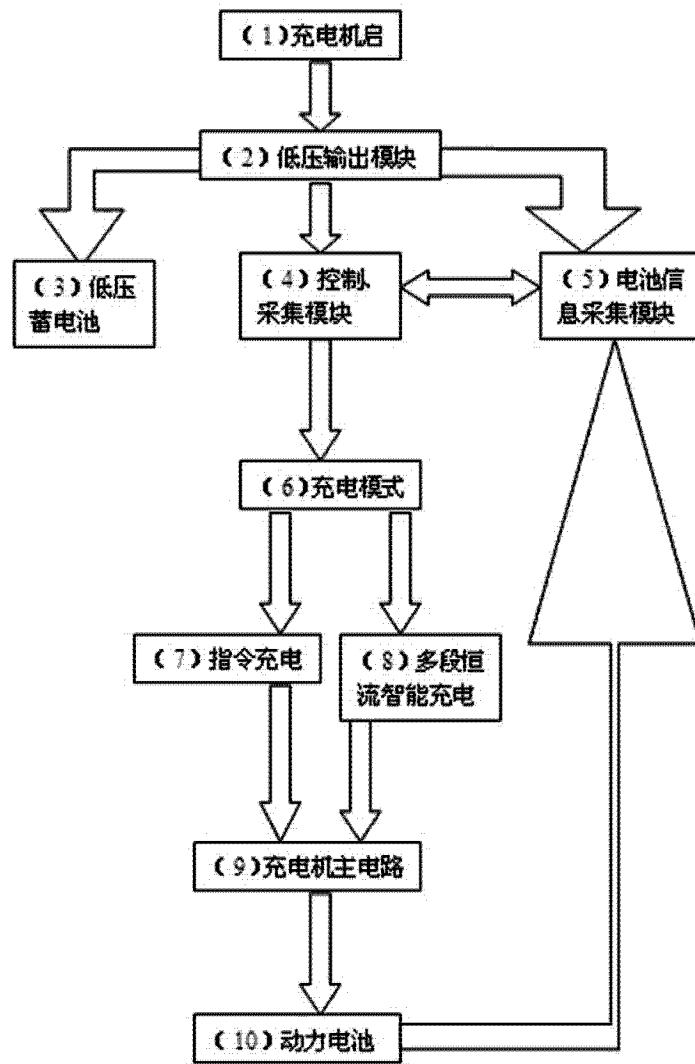 （1）充电机启
（2）低压输出模块
（3）低压
蓄电池
（4）控制、
采集模块
（5）电池信
息采集模块
（6）充电模式
（7）指令充电
（8）多段恒
流智能充电
（9）充电机主电路
（10）动力电池